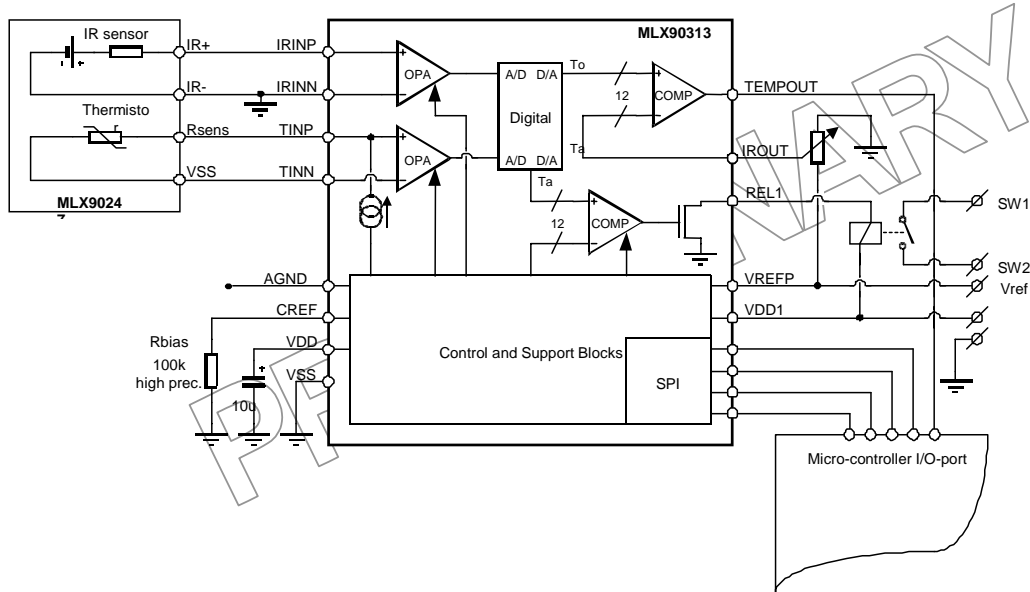 IR sensor
IR+
IRINP
MLX90313
OPA
A/D D/A
To
12
COMP
TEMPOUT
IR-
IRINN
Thermisto
Digital
12
Rsens
TINP
OPA
A/D D/A
Ta
IROUT
VSS
TINN
Ta
MLX9024
12
COMP
REL1
SW1
SW2
AGND
VREFP
Vref
CREF
VDD1
Rbias
100k
high prec.
VDD
Control and Support Blocks
VSS
+
10u
SPI
Micro-controller I/O-port